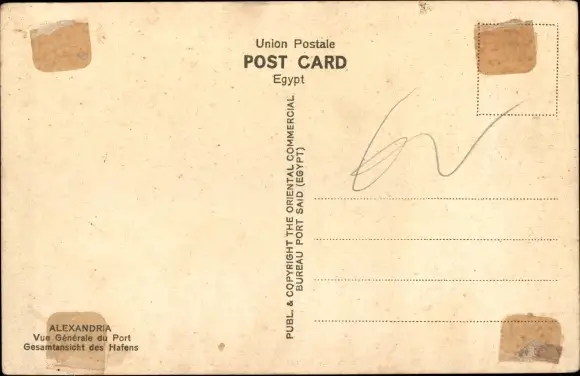 Union Postale
POST CARD
Egypt
PUBL. & COPYRIGHT THE ORIENTAL COMMERCIAL
BUREAU PORT SAID (EGYPT)
ALEXANDRIA
Vue Générale du Port
Gesamtansicht des Hafens